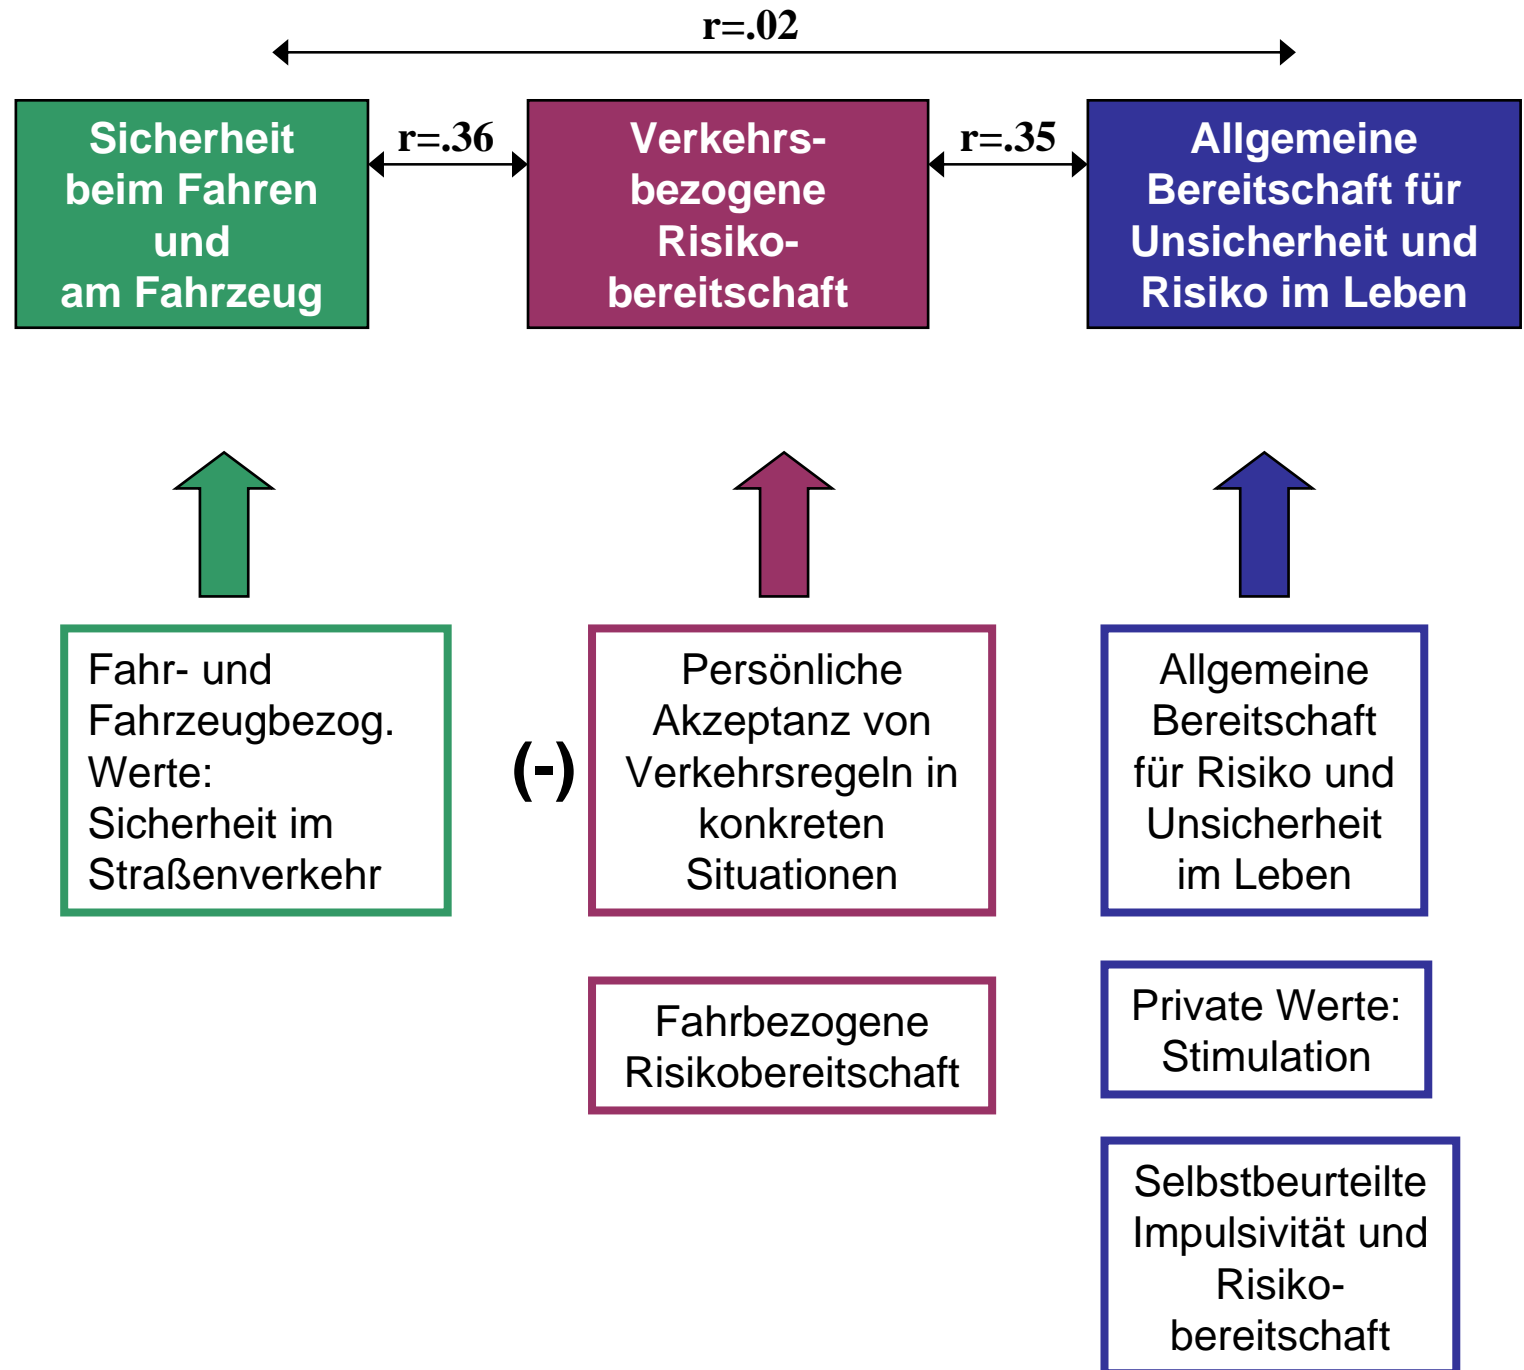 r=.02
Sicherheit
beim Fahren
und
am Fahrzeug
r=.36
Verkehrs-
bezogene
Risiko-
bereitschaft
r=.35
Allgemeine
Bereitschaft für
Unsicherheit und
Risiko im Leben
Fahr- und
Fahrzeugbezog.
Werte:
Sicherheit im
Straßenverkehr
(-)
Persönliche
Akzeptanz von
Verkehrsregeln in
konkreten
Situationen
Allgemeine
Bereitschaft
für Risiko und
Unsicherheit
im Leben
Fahrbezogene
Risikobereitschaft
Private Werte:
Stimulation
Selbstbeurteilte
Impulsivität und
Risiko-
bereitschaft